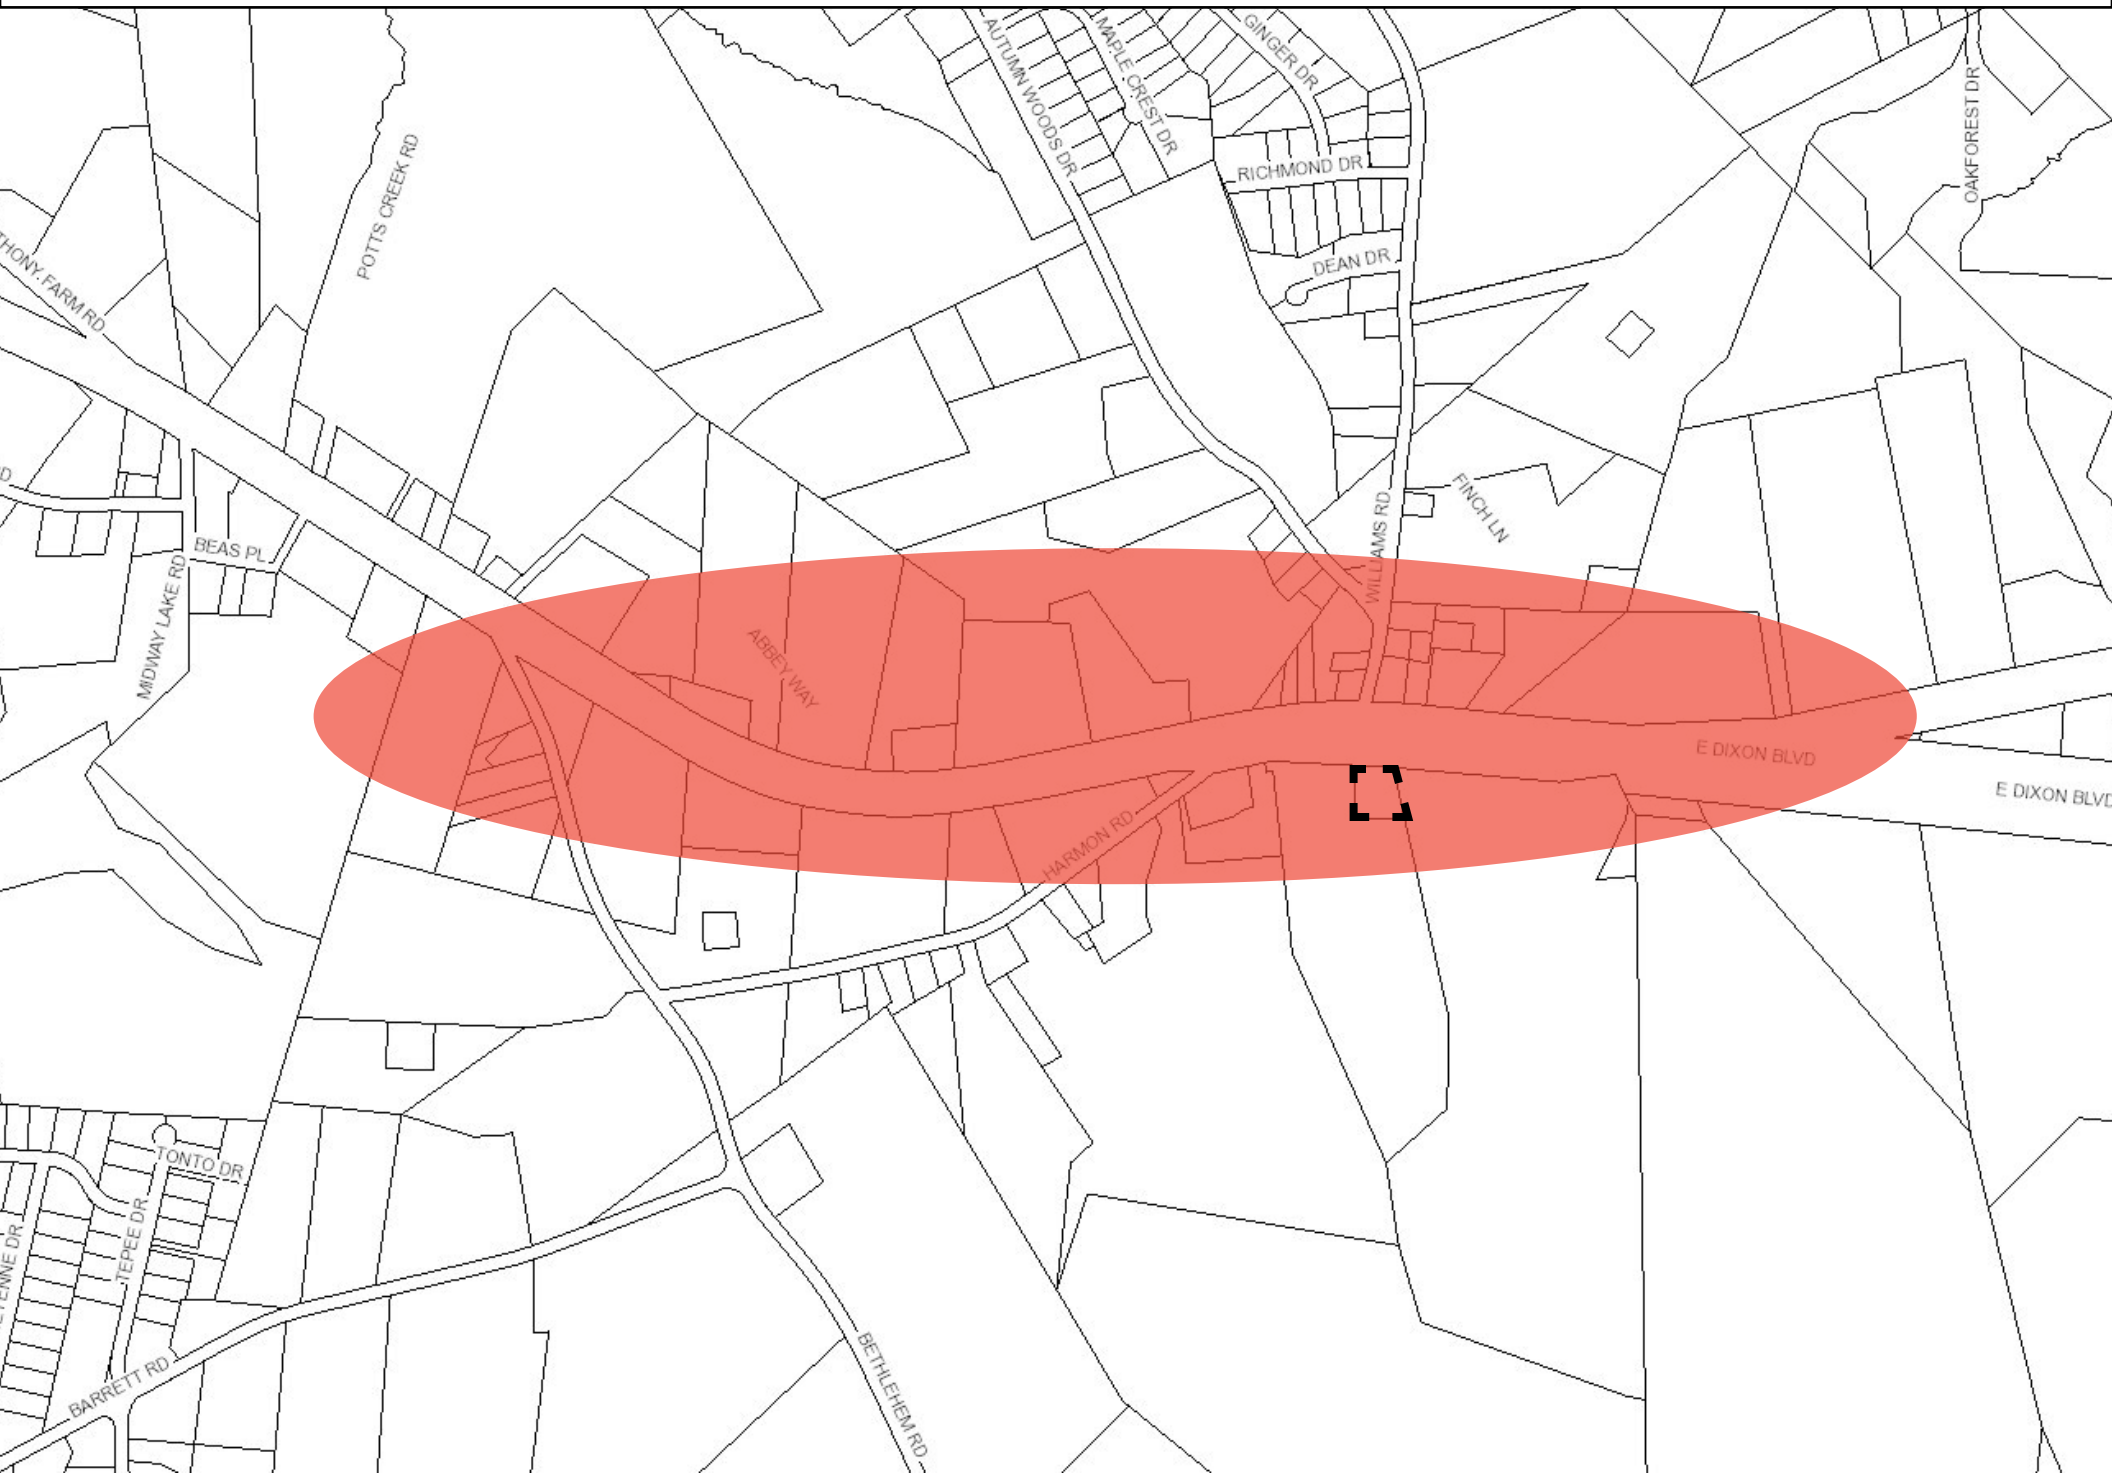 AUTUMN WOODS DR
MAPLE CREST DR
GINGER DR
OAKFOREST DR
POTTS CREEK RD
RICHMOND DR
DEAN DR
THONY FARM RD
FINCH LN
WILLIAMS RD
BEAS PL
MIDWAY LAKE RD
ABBEY WAY
E DIXON BLVD
E DIXON BLVD
HARMON RD
TONTO DR
TEPEE DR
YENNE DR
BARRETT RD
BETHLEHEM RD